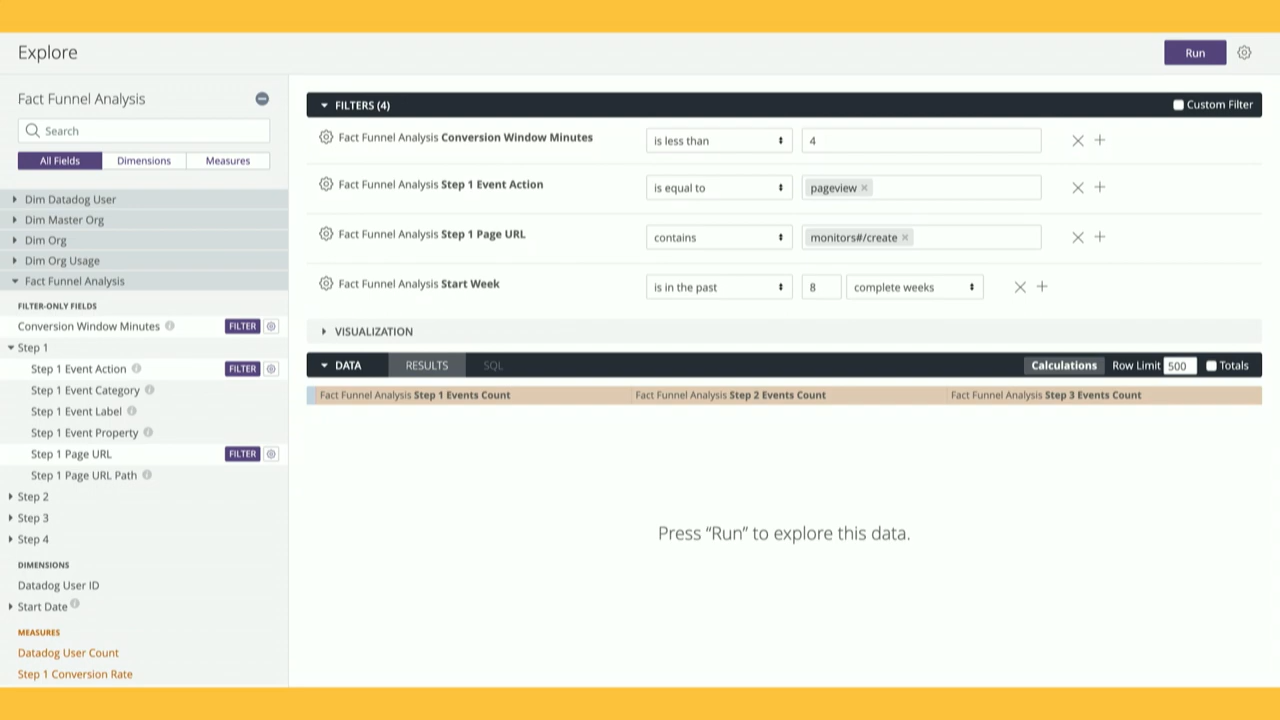 Explore
Run
Fact Funnel Analysis
Search
All Fields Dimensions Measures
Dim Datadog User
Dim Master Org
Dim Org
Dim Org Usage
Fact Funnel Analysis
FILTER-ONLY FIELDS
Conversion Window Minutes FILTER
Step 1
Step 1 Event Action FILTER
Step 1 Event Category
Step 1 Event Label
Step 1 Event Property
Step 1 Page URL FILTER
Step 1 Page URL Path
Step 2
Step 3
Step 4
DIMENSIONS
Datadog User ID
Start Date
MEASURES
Datadog User Count
Step 1 Conversion Rate
FILTERS (4) Custom Filter
Fact Funnel Analysis Conversion Window Minutes is less than 4
Fact Funnel Analysis Step 1 Event Action is equal to pageview
Fact Funnel Analysis Step 1 Page URL contains monitors#/create
Fact Funnel Analysis Start Week is in the past 8 complete weeks
VISUALIZATION
DATA RESULTS SQL Calculations Row Limit 500 Totals
Fact Funnel Analysis Step 1 Events Count Fact Funnel Analysis Step 2 Events Count Fact Funnel Analysis Step 3 Events Count
Press “Run” to explore this data.